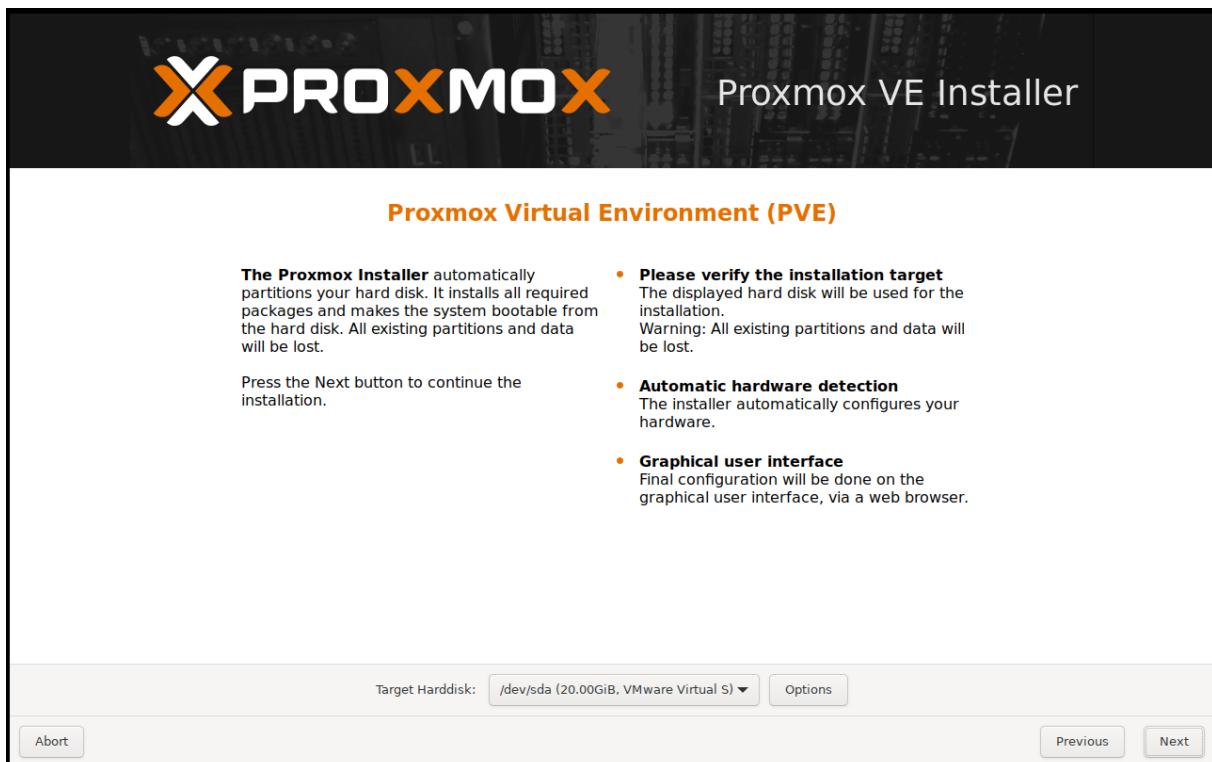 PROXMOX
Proxmox VE Installer
Proxmox Virtual Environment (PVE)
The Proxmox Installer automatically
partitions your hard disk. It installs all required
packages and makes the system bootable from
the hard disk. All existing partitions and data
will be lost.
Press the Next button to continue the
installation.
• Please verify the installation target
The displayed hard disk will be used for the
installation.
Warning: All existing partitions and data will
be lost.
• Automatic hardware detection
The installer automatically configures your
hardware.
• Graphical user interface
Final configuration will be done on the
graphical user interface, via a web browser.
Target Harddisk: /dev/sda (20.00GiB, VMware Virtual S) Options
Abort Previous Next